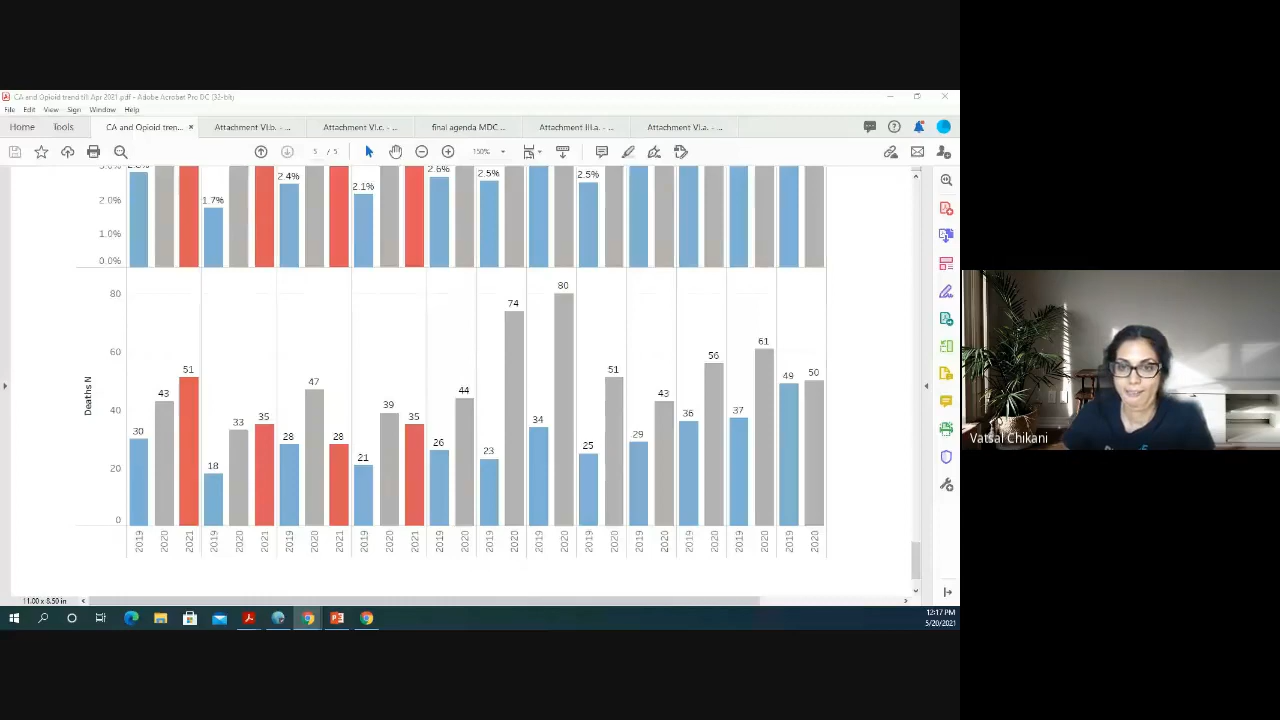 CA and Opioid trend till Apr 2021.pdf - Adobe Acrobat Pro DC (32-bit)
File Edit View Sign Window Help
Home Tools CA and Opioid tren... × Attachment VI.b. - ... Attachment VI.c. - ... final agenda MDC ... Attachment III.a. - ... Attachment VI.a. - ...
5 / 5 150%
3.0% 2.6%
2.4% 2.5% 2.5%
2.0% 1.7% 2.1%
1.0%
0.0%
80 80
74
60 61
51 56
47 51 49 50
Deaths N
40 43 39 44 43
33 35 35 34 36 37
30 28 28 26 29
25
20 18 21 23
0
2019 2020 2021 2019 2020 2021 2019 2020 2021 2019 2020 2021 2019 2020 2019 2020 2019 2020 2019 2020 2019 2020 2019 2020 2019 2020 2019 2020
11.00 x 8.50 in
12:17 PM
5/20/2021
Vatsal Chikani